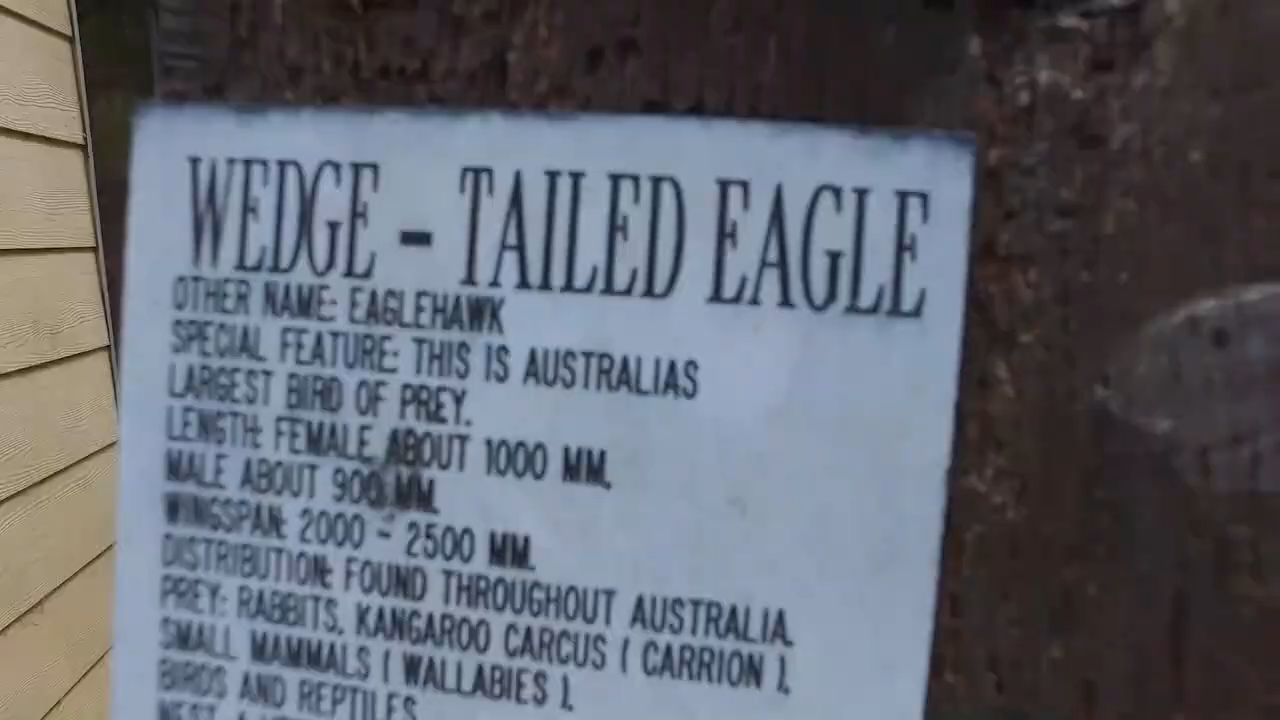 WEDGE - TAILED EAGLE
OTHER NAME: EAGLEHAWK
SPECIAL FEATURE: THIS IS AUSTRALIAS
LARGEST BIRD OF PREY.
LENGTH: FEMALE, ABOUT 1000 MM,
MALE ABOUT 900 MM.
WINGSPAN: 2000 - 2500 MM.
DISTRIBUTION: FOUND THROUGHOUT AUSTRALIA.
PREY: RABBITS, KANGAROO CARCUS ( CARRION ),
SMALL MAMMALS ( WALLABIES ),
BIRDS AND REPTILES.